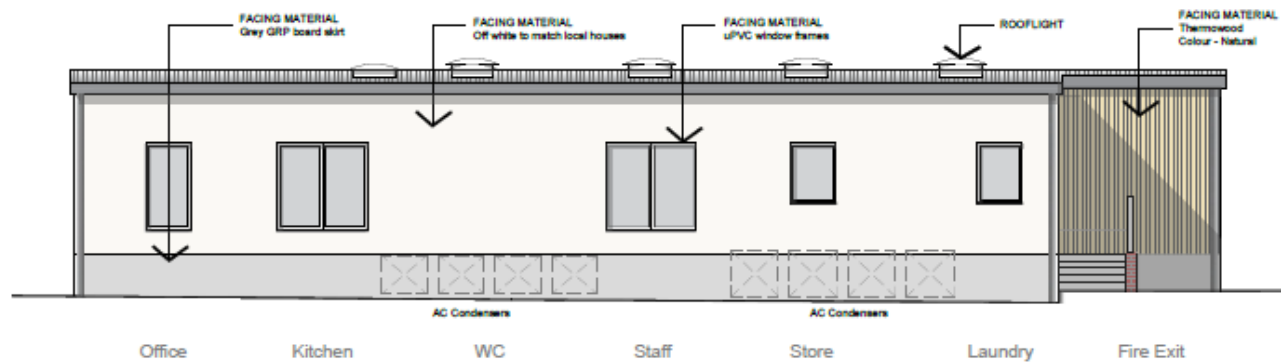 FACING MATERIAL
Grey GRP board skirt
FACING MATERIAL
Off white to match local houses
FACING MATERIAL
uPVC window frames
ROOFLIGHT
FACING MATERIAL
Thermowood
Colour - Natural
AC Condensers
AC Condensers
Office
Kitchen
WC
Staff
Store
Laundry
Fire Exit